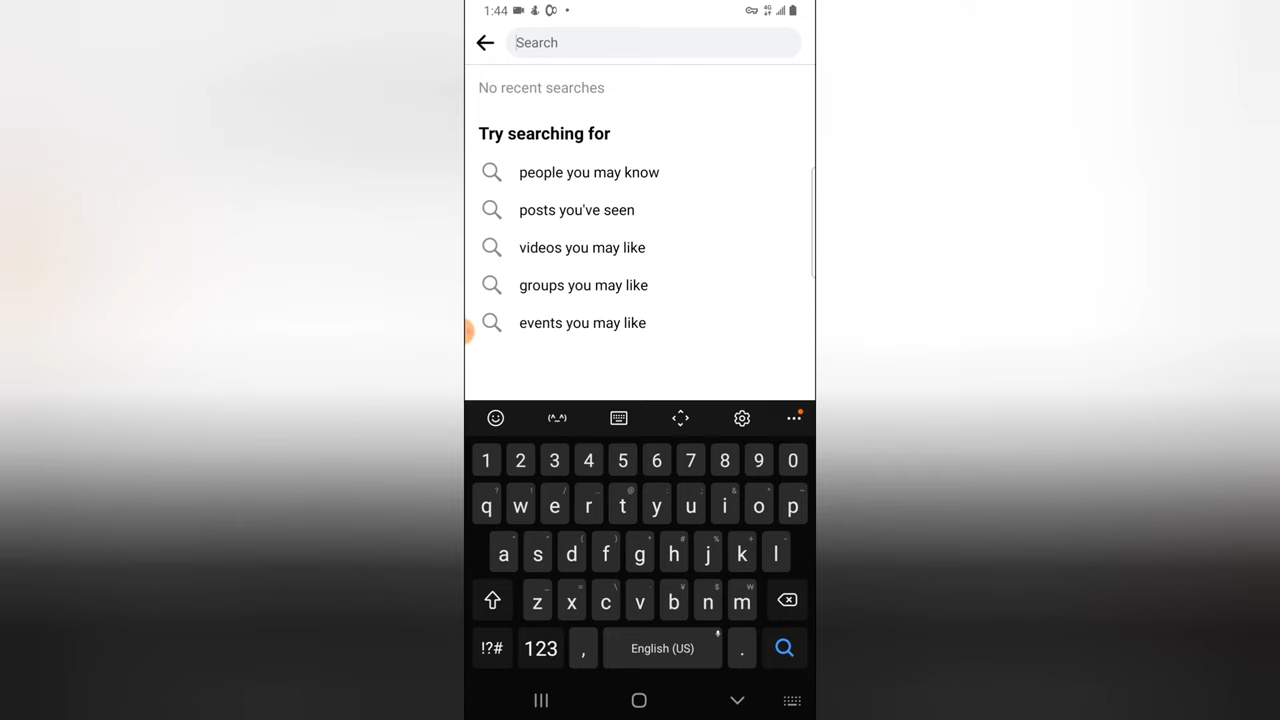 1:44
4G
Search
No recent searches
Try searching for
people you may know
posts you've seen
videos you may like
groups you may like
events you may like
(^_^)
1 2 3 4 5 6 7 8 9 0
q w e r t y u i o p
a s d f g h j k l
z x c v b n m
!?# 123 , English (US) .